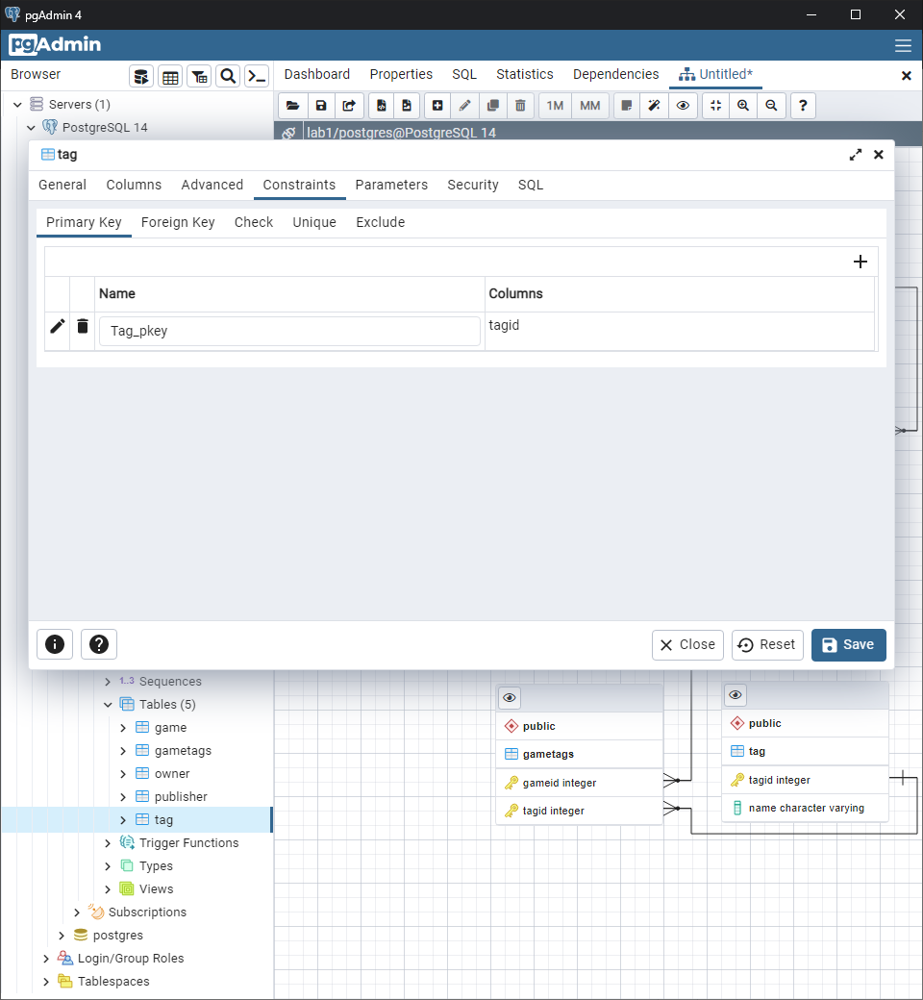 pgAdmin 4
pgAdmin
Browser
Dashboard Properties SQL Statistics Dependencies Untitled*
Servers (1)
1M MM ?
PostgreSQL 14
lab1/postgres@PostgreSQL 14
tag
General Columns Advanced Constraints Parameters Security SQL
Primary Key Foreign Key Check Unique Exclude
Name Columns
Tag_pkey tagid
Close Reset Save
1..3 Sequences
Tables (5)
game
gametags
owner
publisher
tag
Trigger Functions
Types
Views
Subscriptions
postgres
Login/Group Roles
Tablespaces
public
gametags
gameid integer
tagid integer
public
tag
tagid integer
name character varying